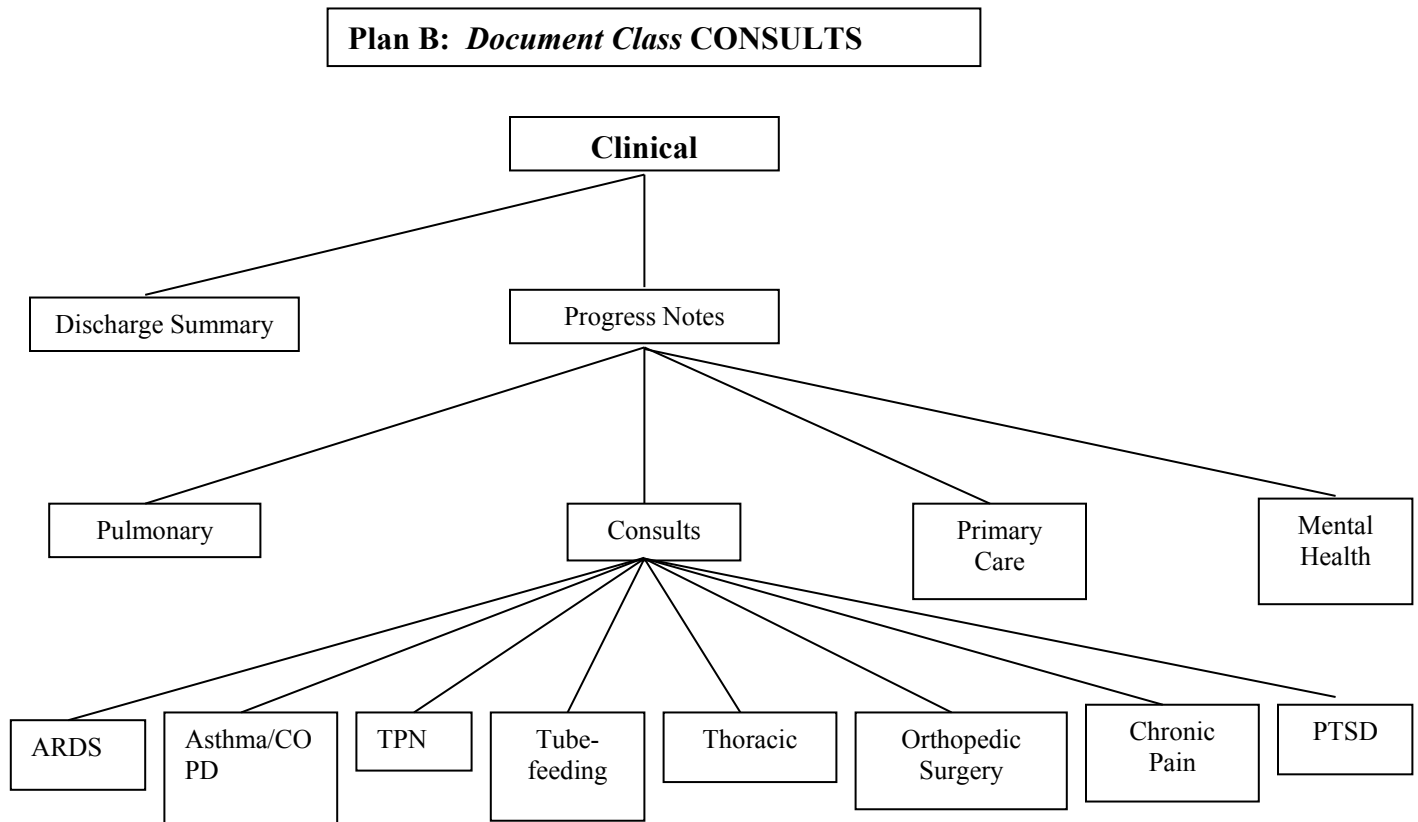 Plan B: Document Class CONSULTS
Clinical
Discharge Summary
Progress Notes
Pulmonary
Consults
Primary
Care
Mental
Health
ARDS
Asthma/CO
PD
TPN
Tube-
feeding
Thoracic
Orthopedic
Surgery
Chronic
Pain
PTSD